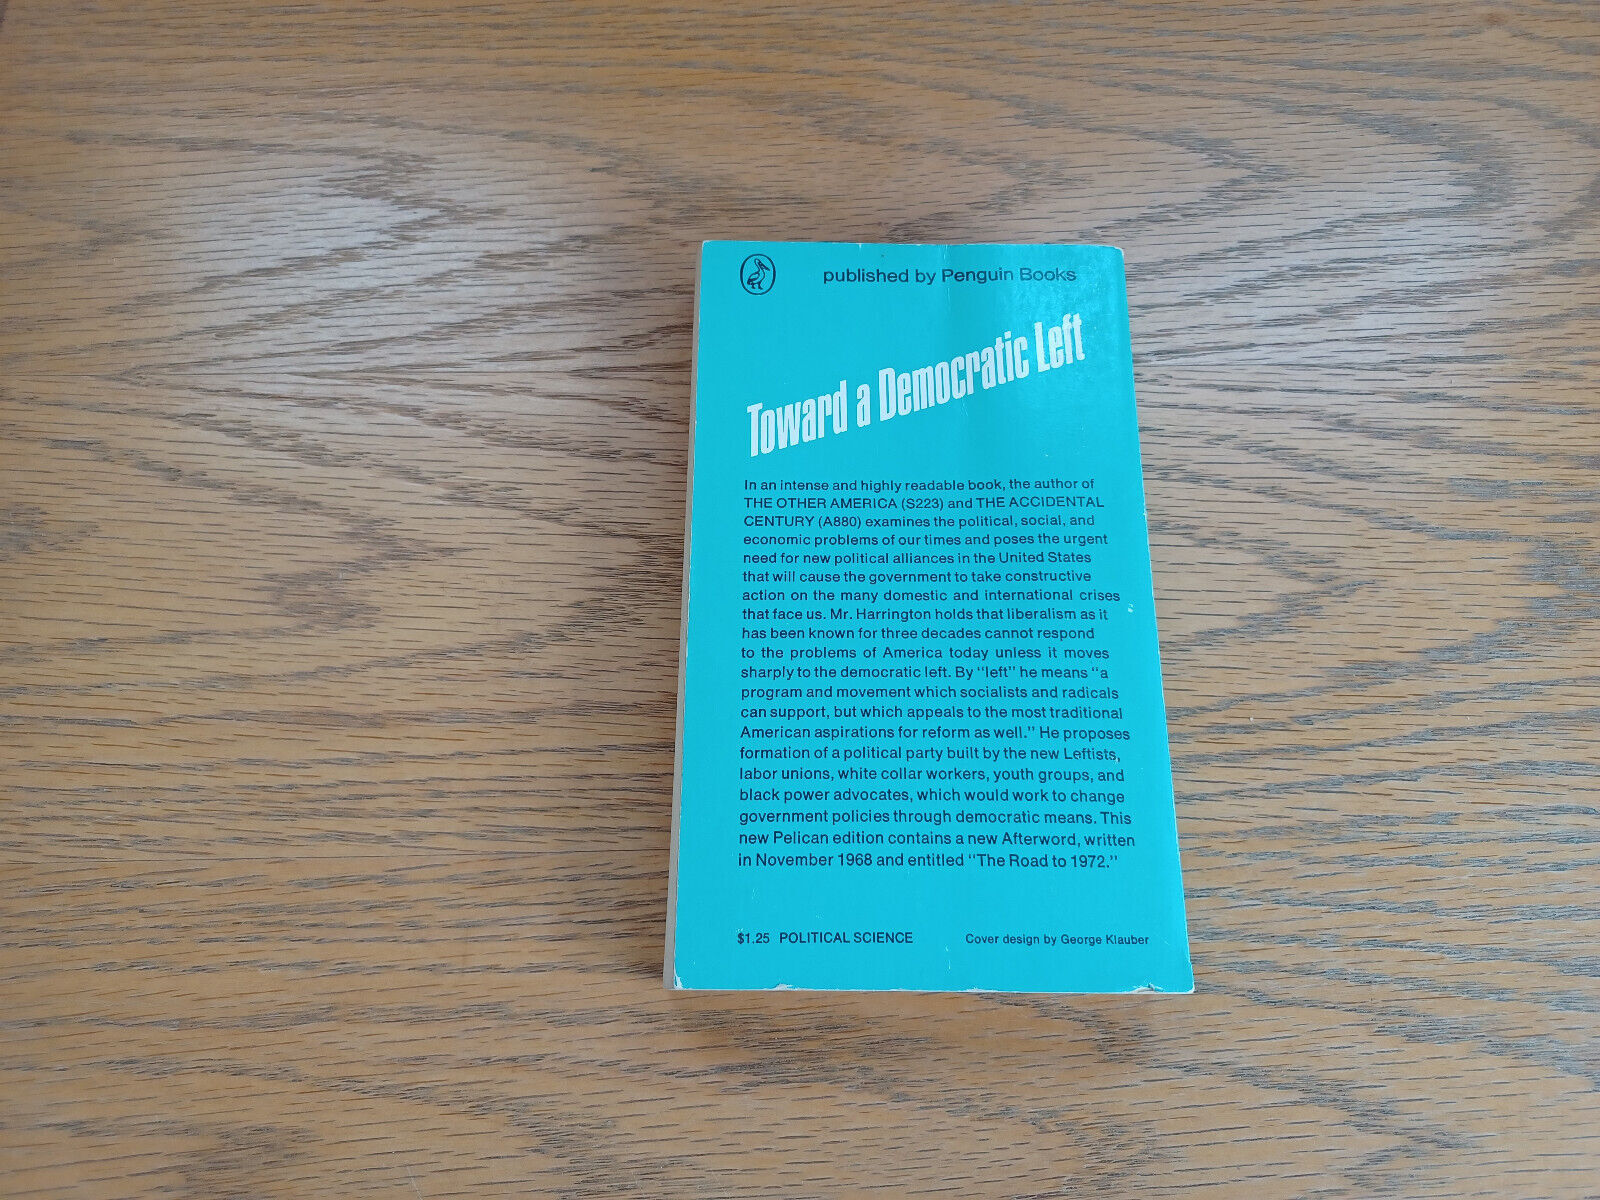 published by Penguin Books
Toward a Democratic Left
In an intense and highly readable book, the author of
THE OTHER AMERICA (S223) and THE ACCIDENTAL
CENTURY (A880) examines the political, social, and
economic problems of our times and poses the urgent
need for new political alliances in the United States
that will cause the government to take constructive
action on the many domestic and international crises
that face us. Mr. Harrington holds that liberalism as it
has been known for three decades cannot respond
to the problems of America today unless it moves
sharply to the democratic left. By "left" he means "a
program and movement which socialists and radicals
can support, but which appeals to the most traditional
American aspirations for reform as well." He proposes
formation of a political party built by the new Leftists,
labor unions, white collar workers, youth groups, and
black power advocates, which would work to change
government policies through democratic means. This
new Pelican edition contains a new Afterword, written
in November 1968 and entitled "The Road to 1972."
$1.25 POLITICAL SCIENCE
Cover design by George Klauber